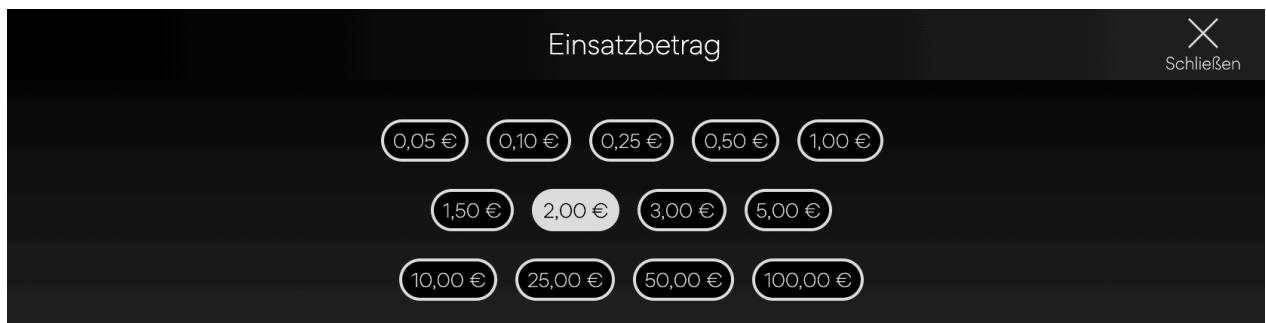 Einsatzbetrag
Schließen
0,05 € 0,10 € 0,25 € 0,50 € 1,00 €
1,50 € 2,00 € 3,00 € 5,00 €
10,00 € 25,00 € 50,00 € 100,00 €